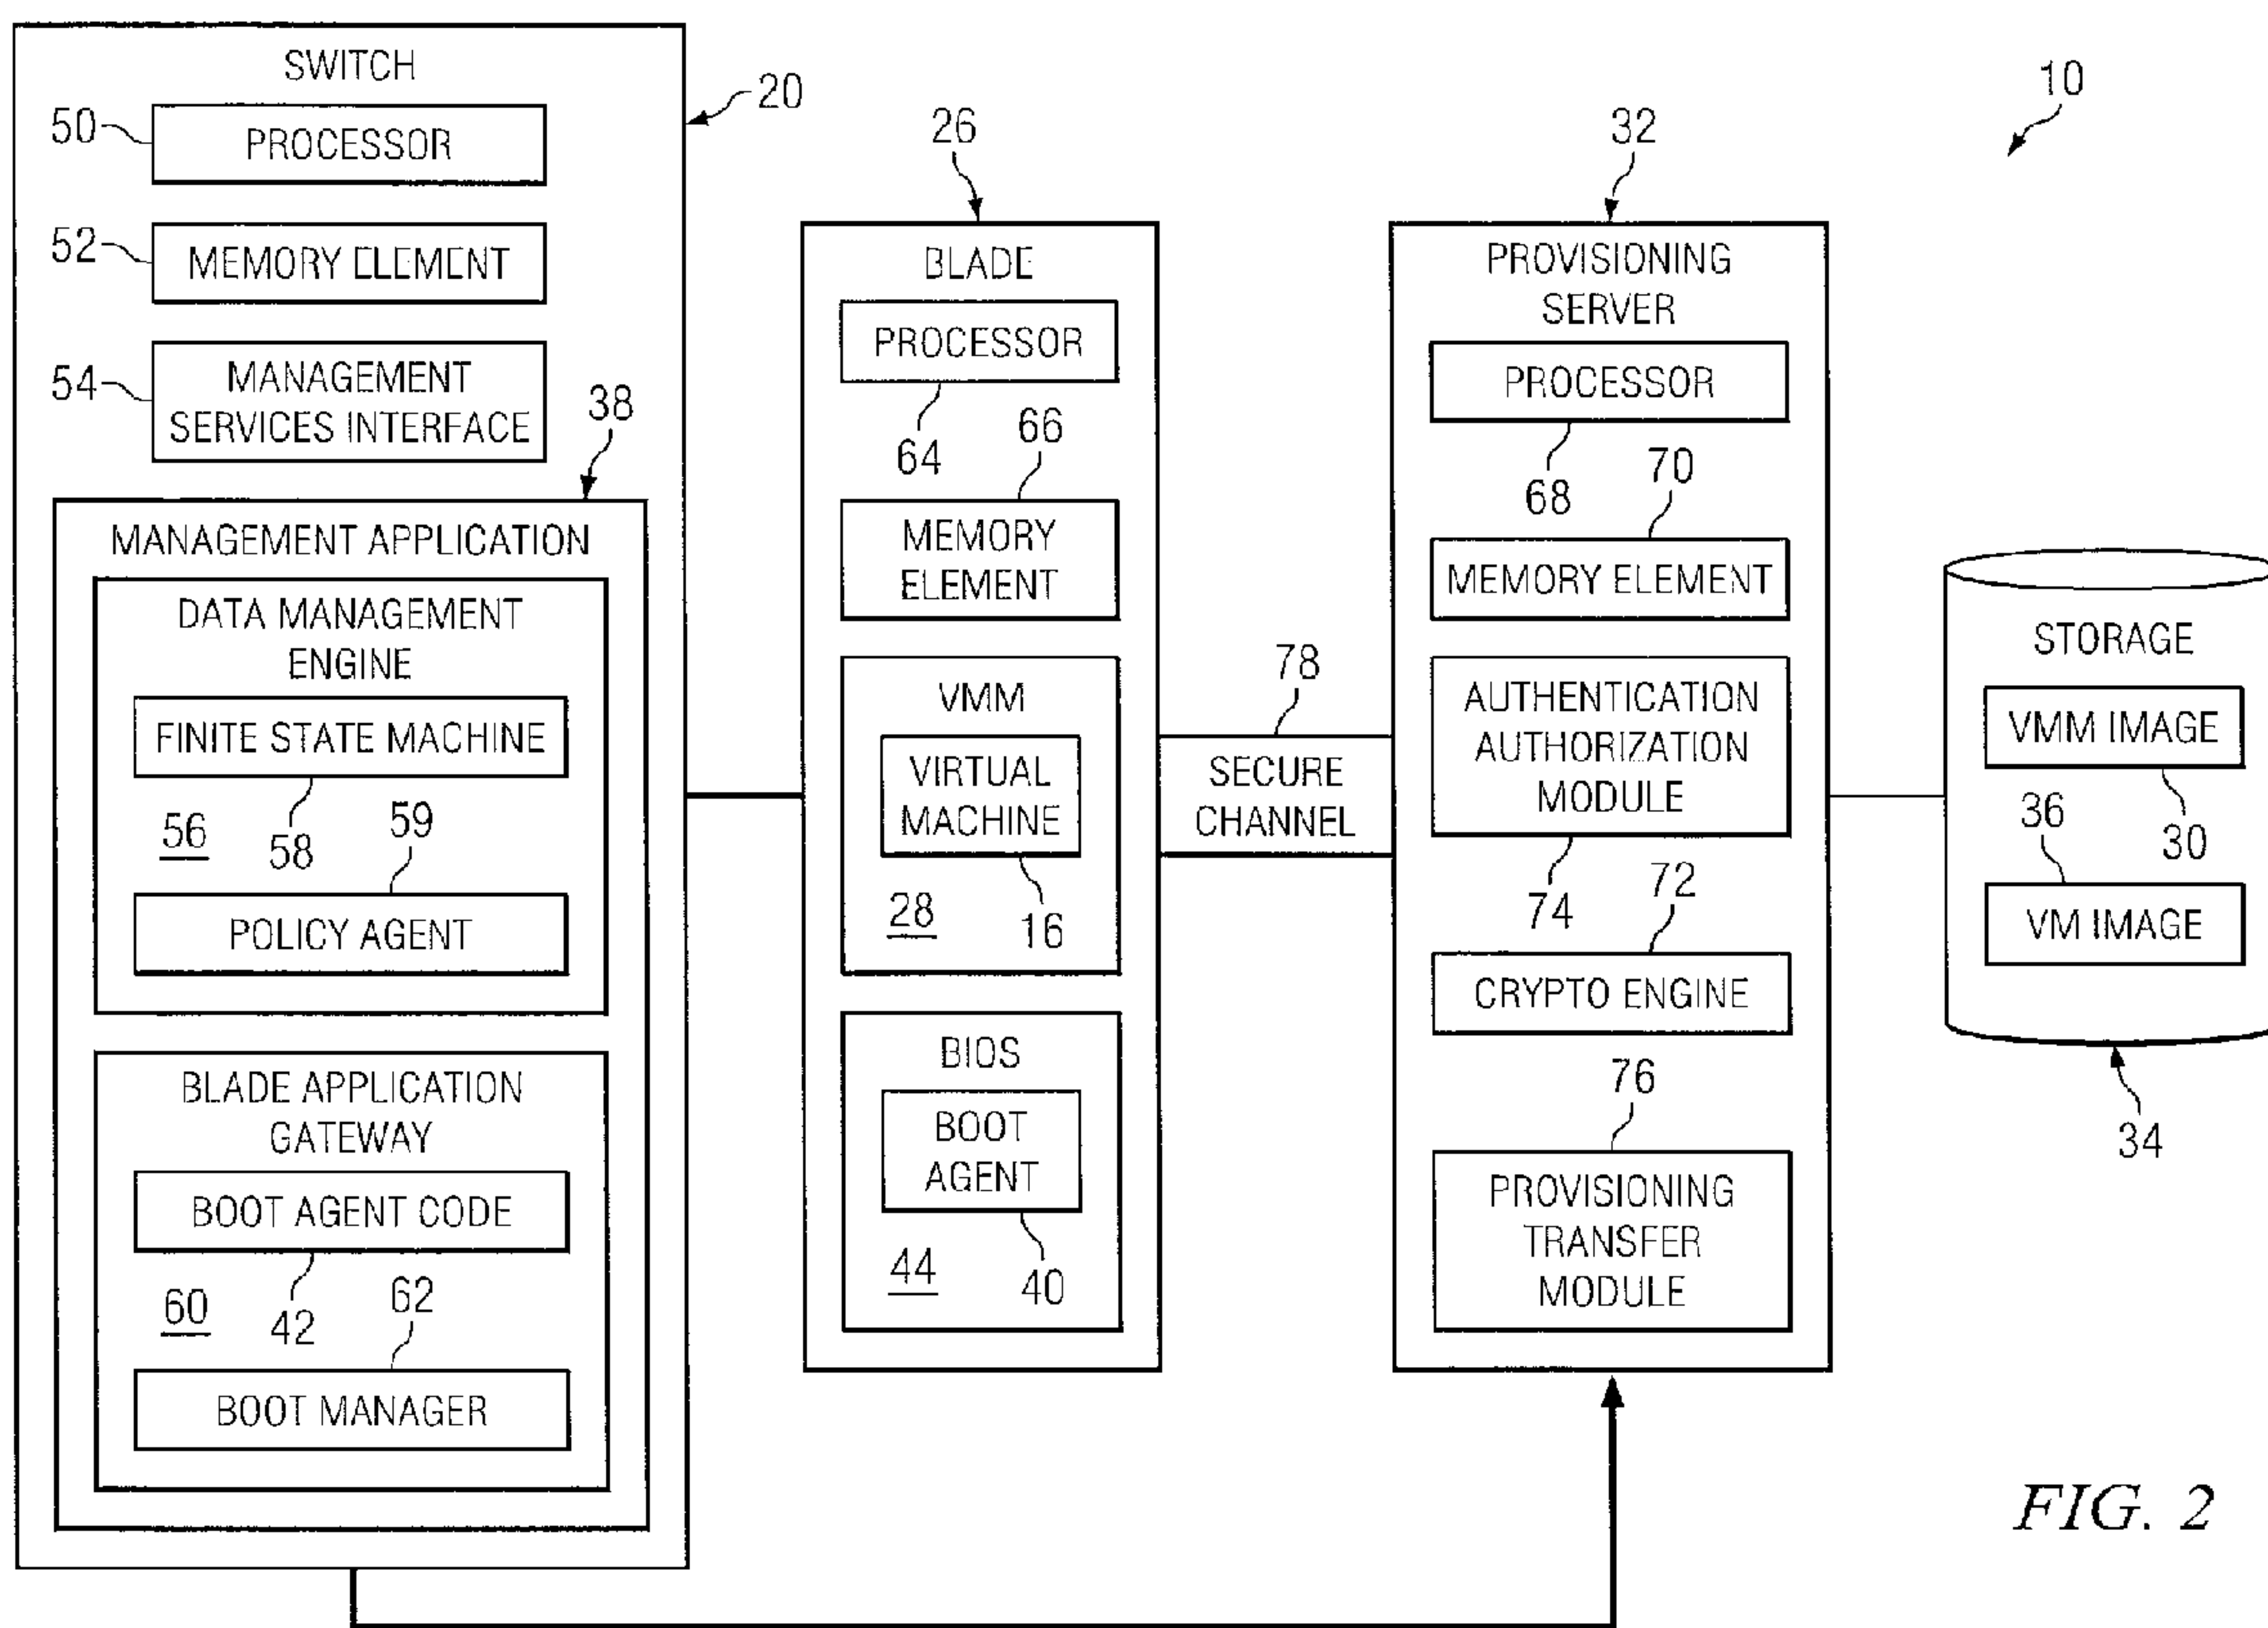 SWITCH
20
50
PROCESSOR
52
MEMORY ELEMENT
54
MANAGEMENT
SERVICES INTERFACE
38
MANAGEMENT APPLICATION
DATA MANAGEMENT
ENGINE
FINITE STATE MACHINE
56
58
59
POLICY AGENT
BLADE APPLICATION
GATEWAY
BOOT AGENT CODE
60
42
62
BOOT MANAGER
26
BLADE
PROCESSOR
64
66
MEMORY
ELEMENT
VMM
VIRTUAL
MACHINE
28
16
BIOS
BOOT
AGENT
44
40
78
SECURE
CHANNEL
32
PROVISIONING
SERVER
PROCESSOR
68
70
MEMORY ELEMENT
AUTHENTICATION
AUTHORIZATION
MODULE
74
72
CRYPTO ENGINE
76
PROVISIONING
TRANSFER
MODULE
10
STORAGE
VMM IMAGE
36
30
VM IMAGE
34
FIG. 2